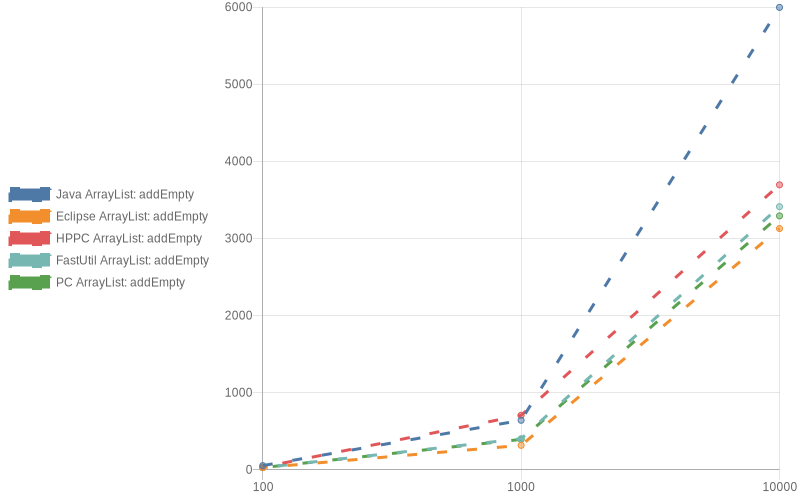 6000
5000
4000
3000
2000
1000
0
Java ArrayList: addEmpty
Eclipse ArrayList: addEmpty
HPPC ArrayList: addEmpty
FastUtil ArrayList: addEmpty
PC ArrayList: addEmpty
100 1000 10000